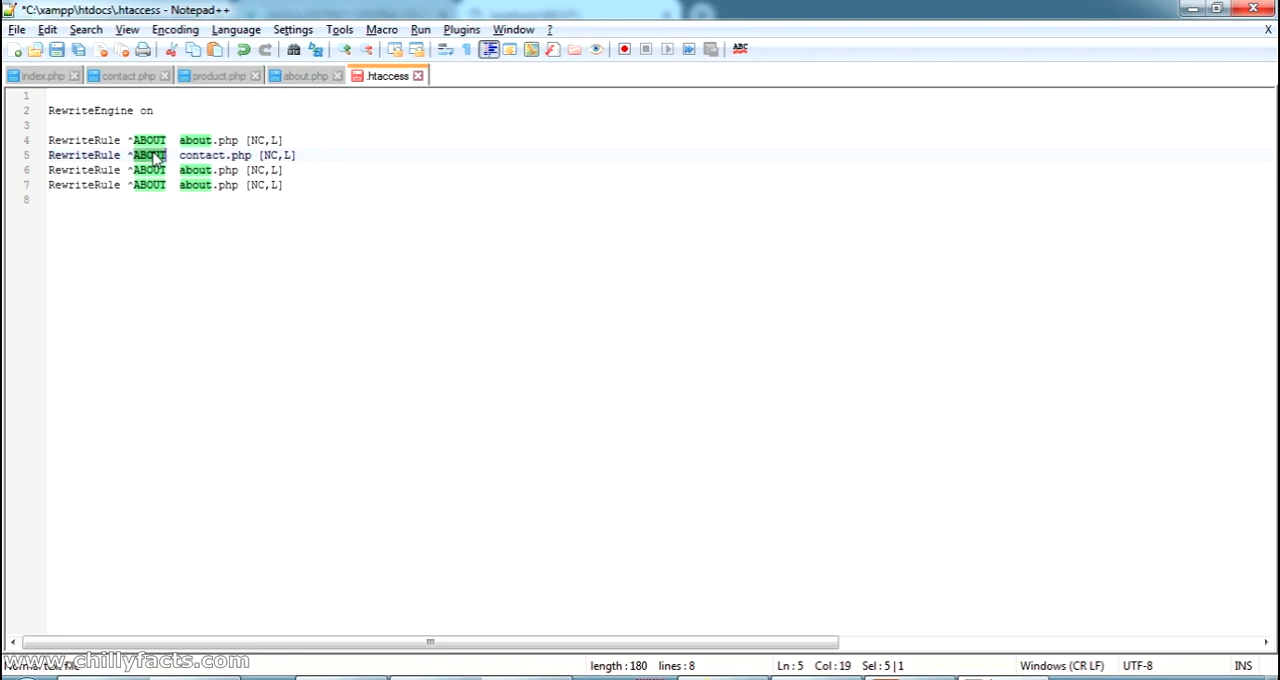 *C:\xampp\htdocs\.htaccess - Notepad++
File Edit Search View Encoding Language Settings Tools Macro Run Plugins Window ? X
index.php contact.php product.php about.php .htaccess
1
2 RewriteEngine on
3
4 RewriteRule ^ABOUT about.php [NC,L]
5 RewriteRule ^ABOUT contact.php [NC,L]
6 RewriteRule ^ABOUT about.php [NC,L]
7 RewriteRule ^ABOUT about.php [NC,L]
8
www.chillyfacts.com
length : 180 lines : 8 Ln : 5 Col : 19 Sel : 5 | 1 Windows (CR LF) UTF-8 INS